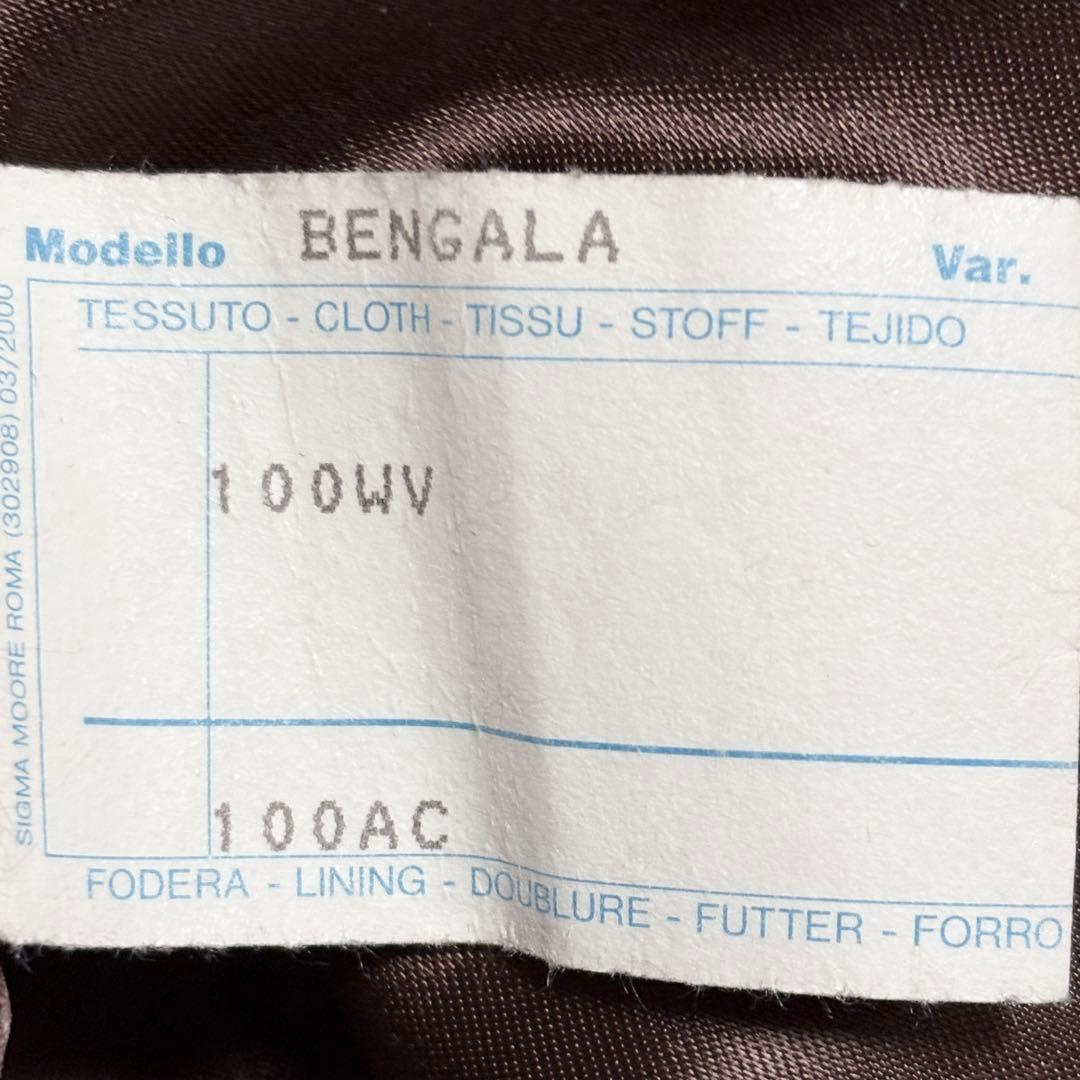 Modello BENGALA Var.
TESSUTO - CLOTH - TISSU - STOFF - TEJIDO
100WV
100AC
FODERA - LINING - DOUBLURE - FUTTER - FORRO
SIGMA MOORE ROMA (302908) 03/2000